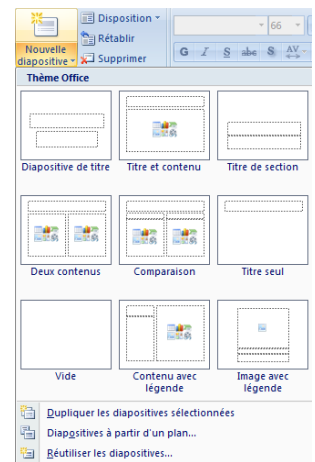 Nouvelle
diapositive
Disposition
Rétablir
Supprimer
66
G I S abc S AV
Thème Office
Diapositive de titre
Titre et contenu
Titre de section
Deux contenus
Comparaison
Titre seul
Vide
Contenu avec
légende
Image avec
légende
Dupliquer les diapositives sélectionnées
Diapositives à partir d'un plan...
Réutiliser les diapositives...